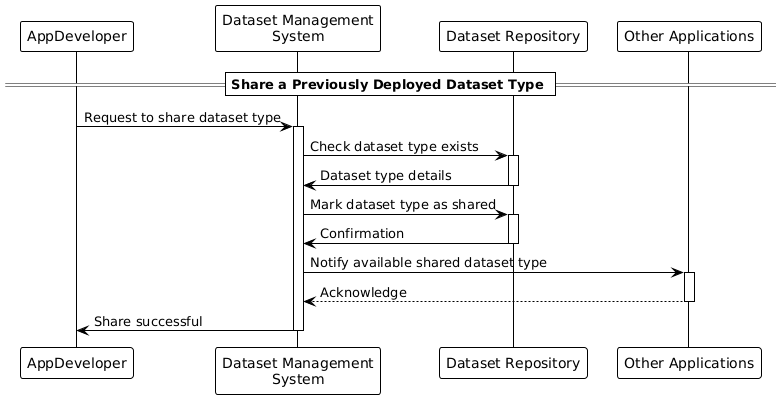 AppDeveloper
Dataset Management
System
Dataset Repository
Other Applications
Share a Previously Deployed Dataset Type
Request to share dataset type
Check dataset type exists
Dataset type details
Mark dataset type as shared
Confirmation
Notify available shared dataset type
Acknowledge
Share successful
AppDeveloper
Dataset Management
System
Dataset Repository
Other Applications